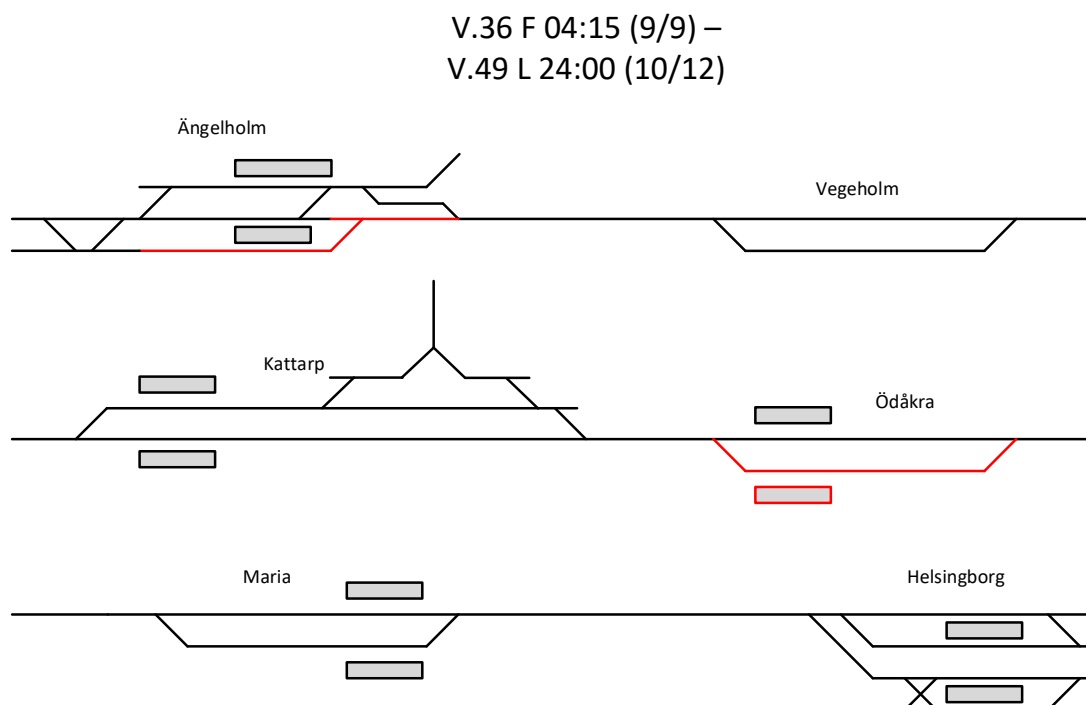 V.36 F 04:15 (9/9) –
V.49 L 24:00 (10/12)
Ängelholm
Vegeholm
Kattarp
Ödåkra
Maria
Helsingborg